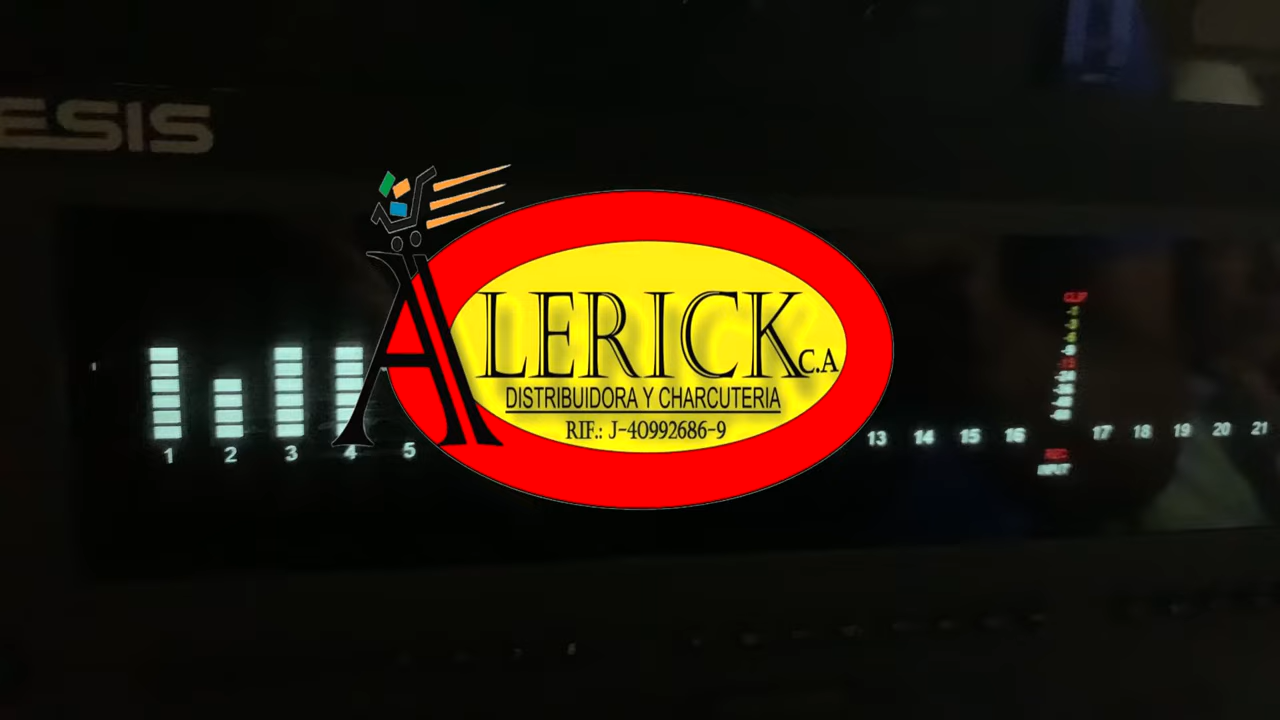 ESIS
ALERICK C.A
DISTRIBUIDORA Y CHARCUTERIA
RIF.: J-40992686-9
CLIP
1 2 3 4 5 13 14 15 16 17 18 19 20 21
REC
INPUT